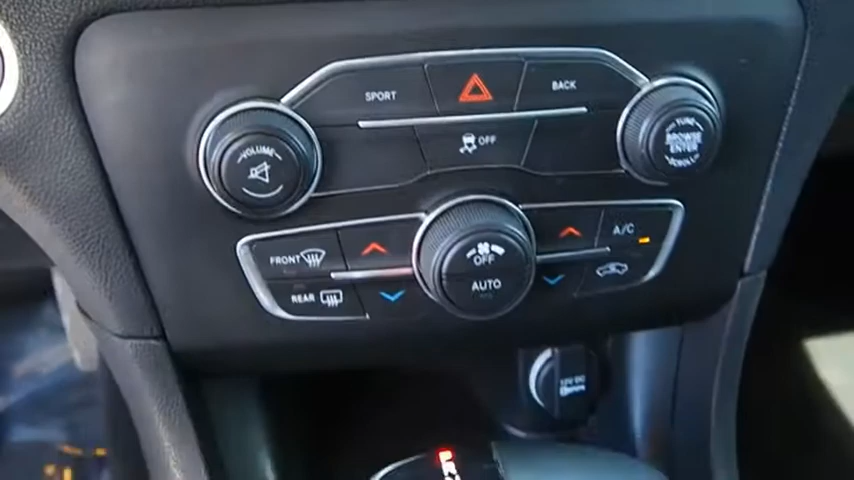 SPORT
BACK
OFF
VOLUME
TUNE
BROWSE
ENTER
SCROLL
FRONT
A/C
OFF
AUTO
REAR
12V DC